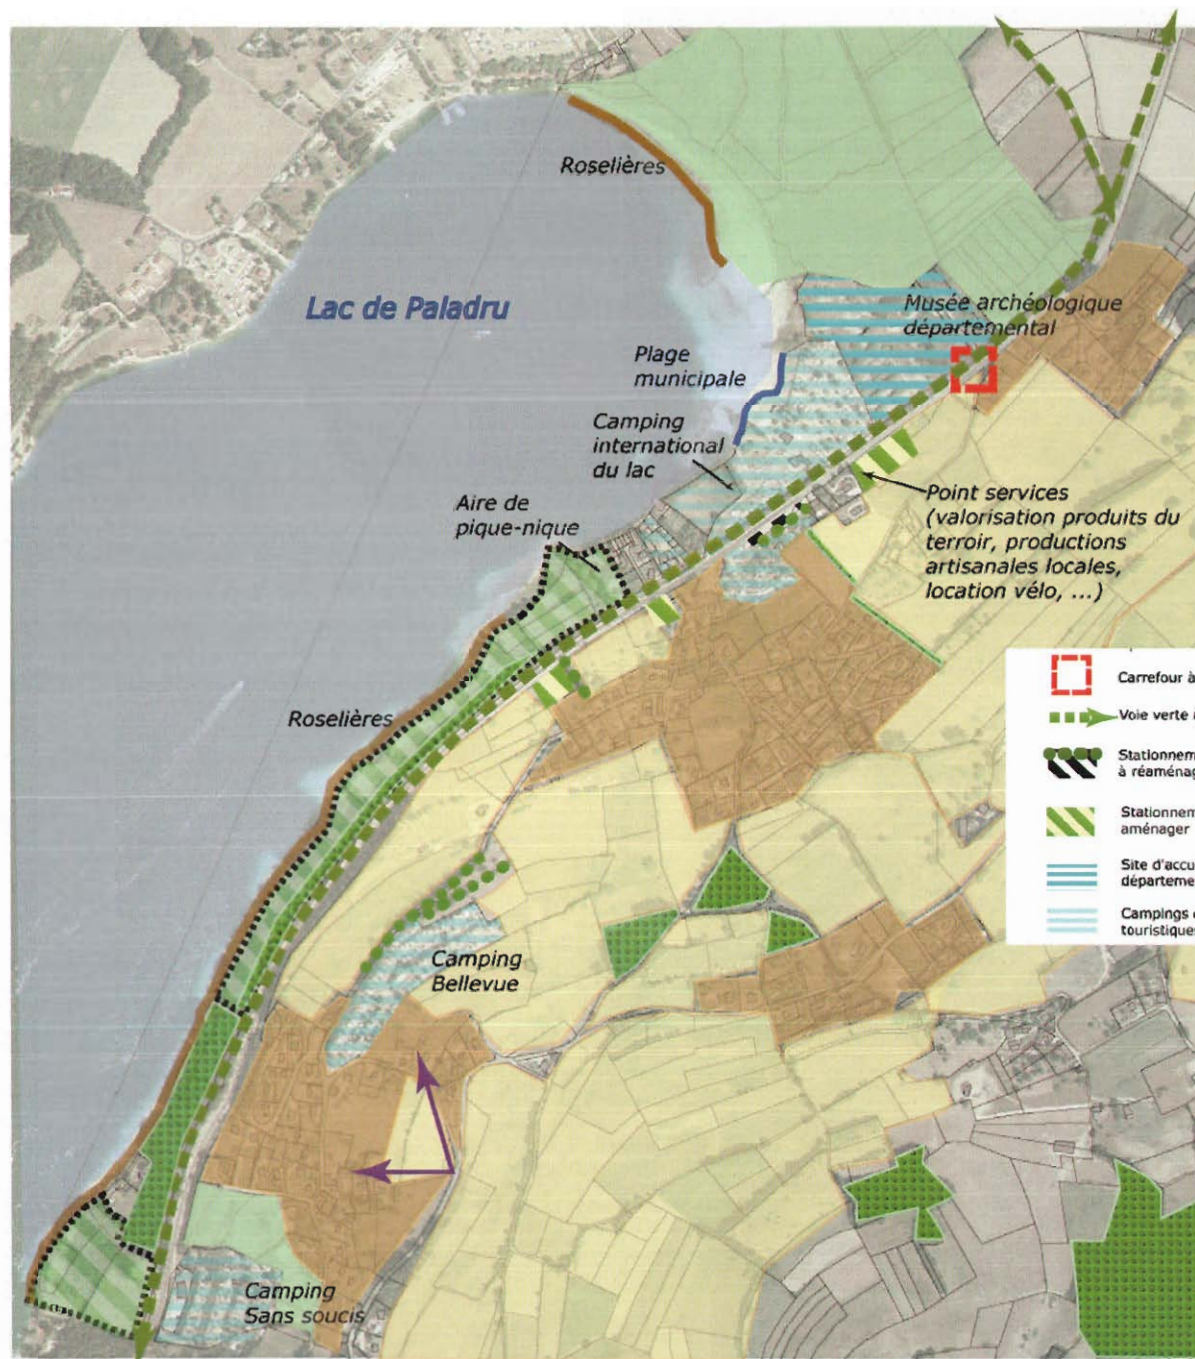 Roselières
Lac de Paladru
Musée archéologique
départemental
Plage
municipale
Camping
international
du lac
Aire de
pique-nique
Point services
(valorisation produits du
terroir, productions
artisanales locales,
location vélo, ...)
Roselières
Carrefour à
Voie verte
Stationnem
à réaménag
Stationnem
aménager
Site d'accu
départeme
Campings
touristiques
Camping
Bellevue
Camping
Sans soucis